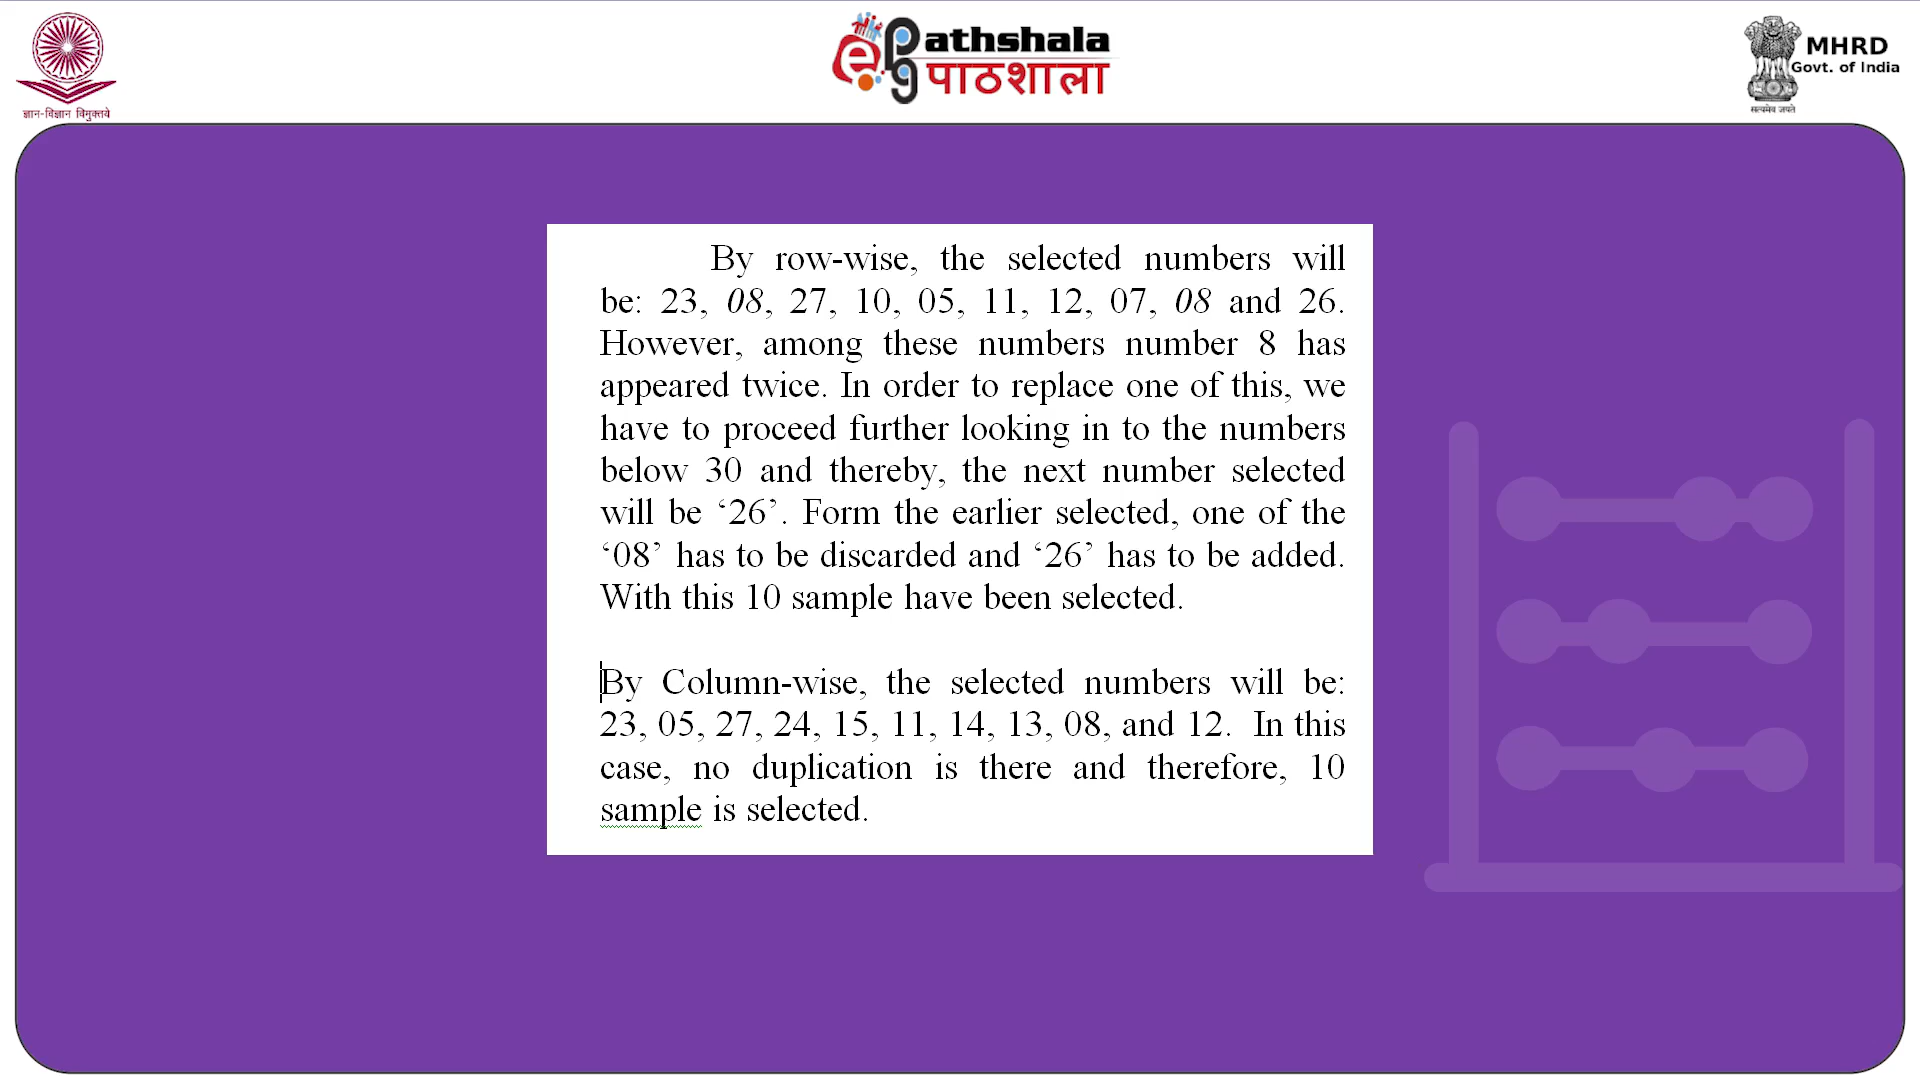 ज्ञान-विज्ञान विमुक्तये
e
pg
athshala
पाठशाला
MHRD
Govt. of India
सत्यमेव जयते
By row-wise, the selected numbers will
be: 23, 08, 27, 10, 05, 11, 12, 07, 08 and 26.
However, among these numbers number 8 has
appeared twice. In order to replace one of this, we
have to proceed further looking in to the numbers
below 30 and thereby, the next number selected
will be ‘26’. Form the earlier selected, one of the
‘08’ has to be discarded and ‘26’ has to be added.
With this 10 sample have been selected.
By Column-wise, the selected numbers will be:
23, 05, 27, 24, 15, 11, 14, 13, 08, and 12. In this
case, no duplication is there and therefore, 10
sample is selected.